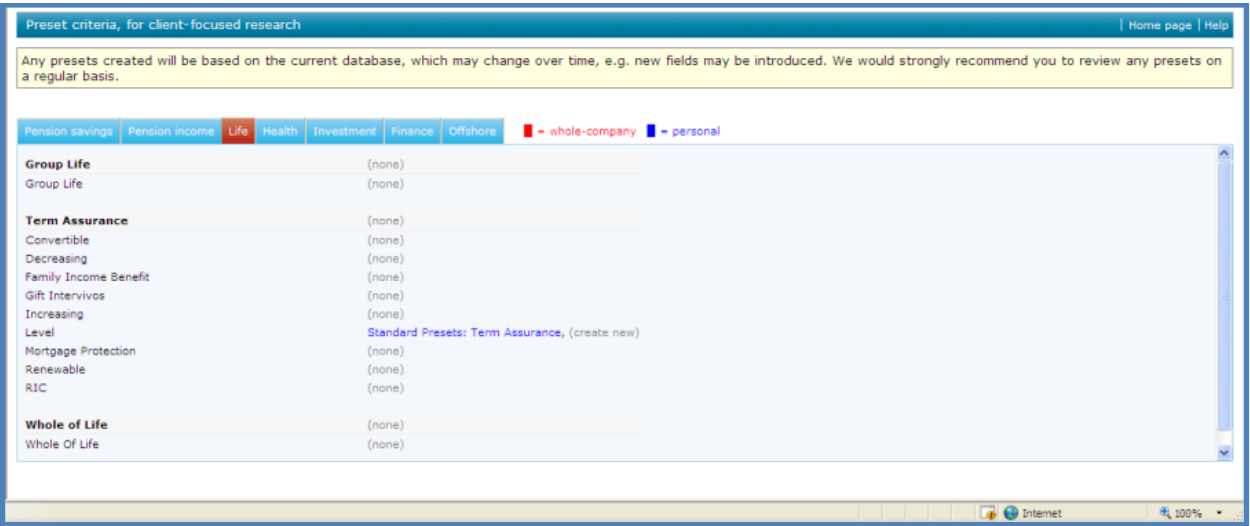 Preset criteria, for client-focused research | Home page | Help
Any presets created will be based on the current database, which may change over time, e.g. new fields may be introduced. We would strongly recommend you to review any presets on
a regular basis.
Pension savings Pension income Life Health Investment Finance Offshore = whole-company = personal
Group Life (none)
Group Life (none)
Term Assurance (none)
Convertible (none)
Decreasing (none)
Family Income Benefit (none)
Gift Intervivos (none)
Increasing (none)
Level Standard Presets: Term Assurance, (create new)
Mortgage Protection (none)
Renewable (none)
RIC (none)
Whole of Life (none)
Whole Of Life (none)
Internet 100%